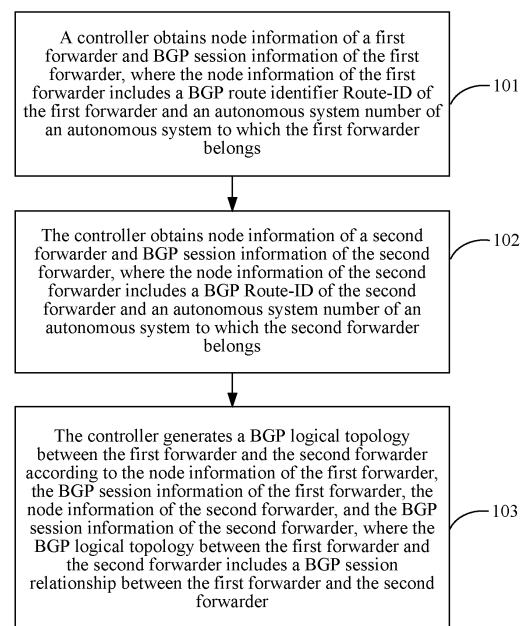 A controller obtains node information of a first
forwarder and BGP session information of the first
forwarder, where the node information of the first
forwarder includes a BGP route identifier Route-ID of
the first forwarder and an autonomous system number of
an autonomous system to which the first forwarder
belongs
101
The controller obtains node information of a second
forwarder and BGP session information of the second
forwarder, where the node information of the second
forwarder includes a BGP Route-ID of the second
forwarder and an autonomous system number of an
autonomous system to which the second forwarder
belongs
102
The controller generates a BGP logical topology
between the first forwarder and the second forwarder
according to the node information of the first forwarder,
the BGP session information of the first forwarder, the
node information of the second forwarder, and the BGP
session information of the second forwarder, where the
BGP logical topology between the first forwarder and
the second forwarder includes a BGP session
relationship between the first forwarder and the second
forwarder
103